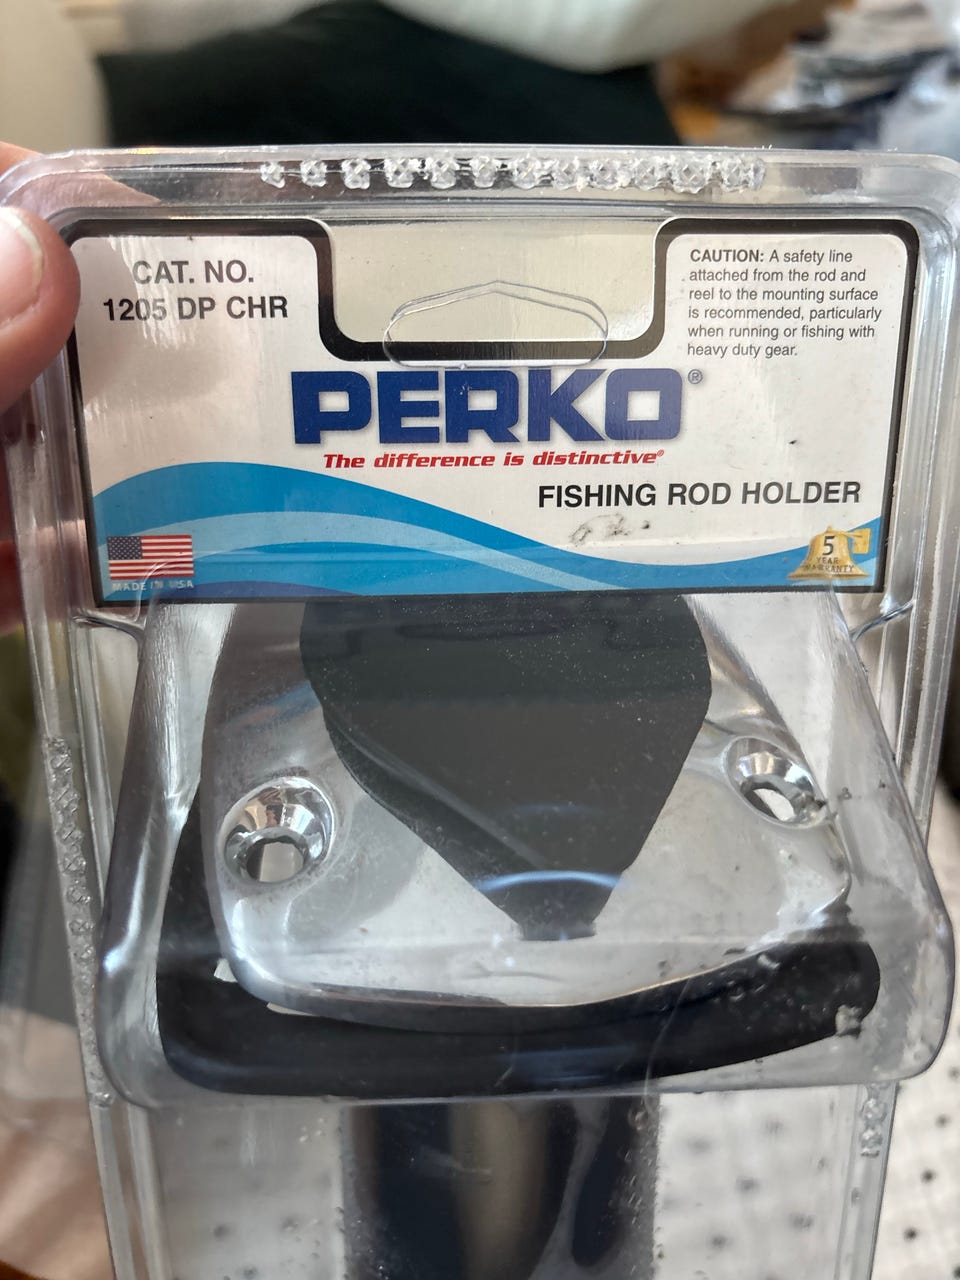 CAT. NO.
1205 DP CHR
CAUTION: A safety line
attached from the rod and
reel to the mounting surface
is recommended, particularly
when running or fishing with
heavy duty gear.
PERKO®
The difference is distinctive®
FISHING ROD HOLDER
MADE IN USA
5
YEAR
WARRANTY